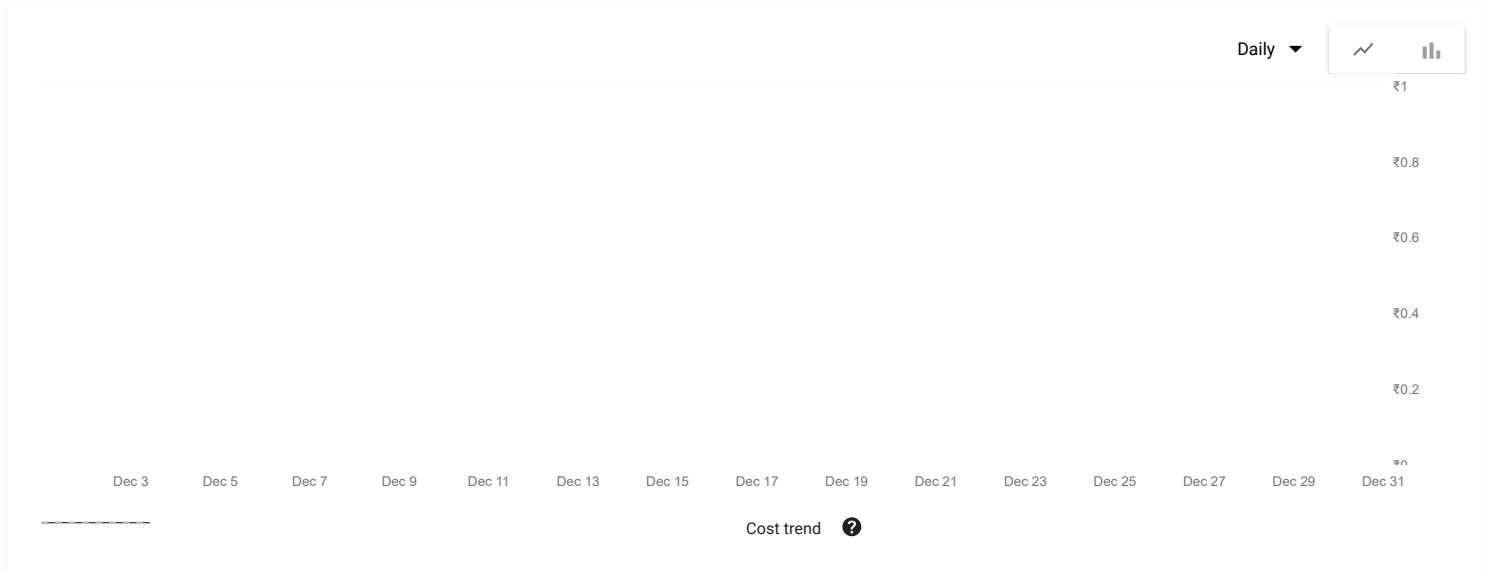 Daily
₹1
₹0.8
₹0.6
₹0.4
₹0.2
₹0
Dec 3 Dec 5 Dec 7 Dec 9 Dec 11 Dec 13 Dec 15 Dec 17 Dec 19 Dec 21 Dec 23 Dec 25 Dec 27 Dec 29 Dec 31
Cost trend ?